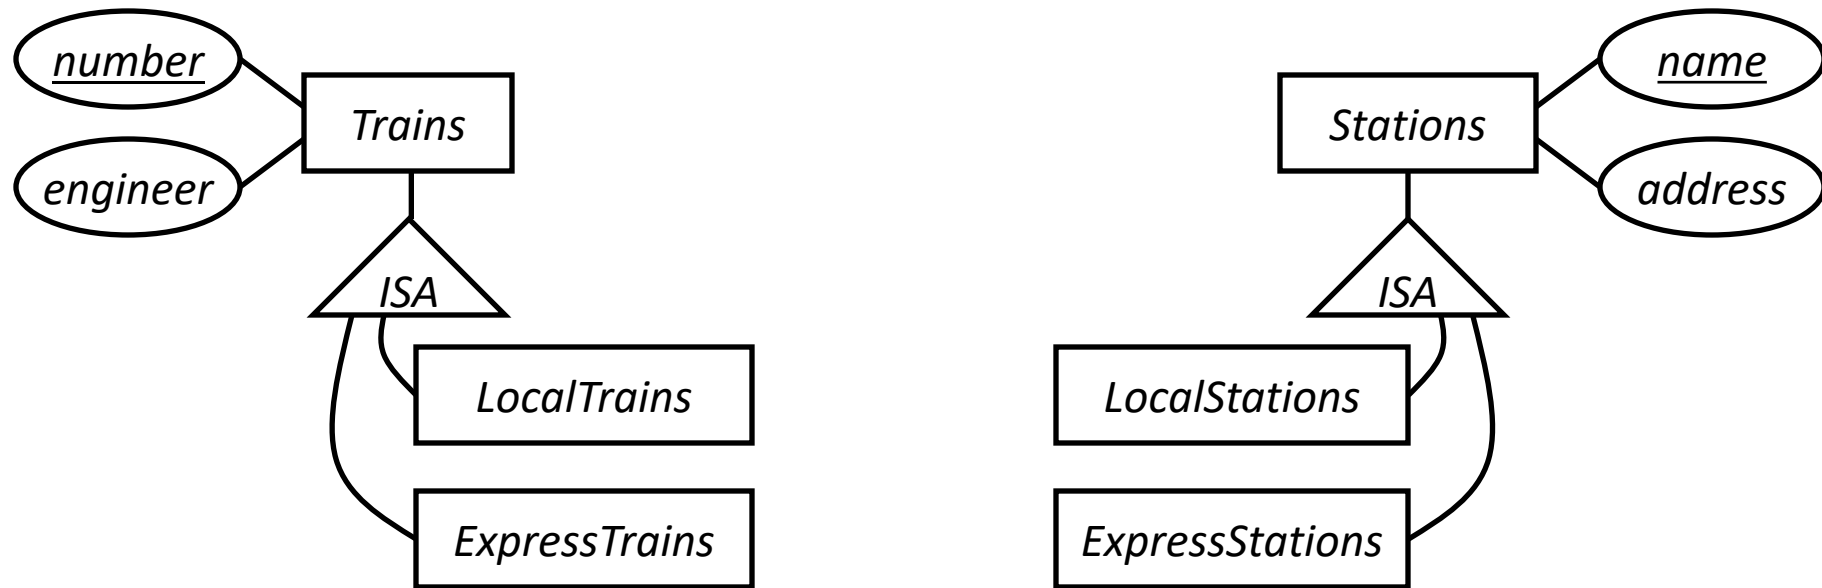 number
Trains
engineer
ISA
LocalTrains
ExpressTrains
name
Stations
address
ISA
LocalStations
ExpressStations